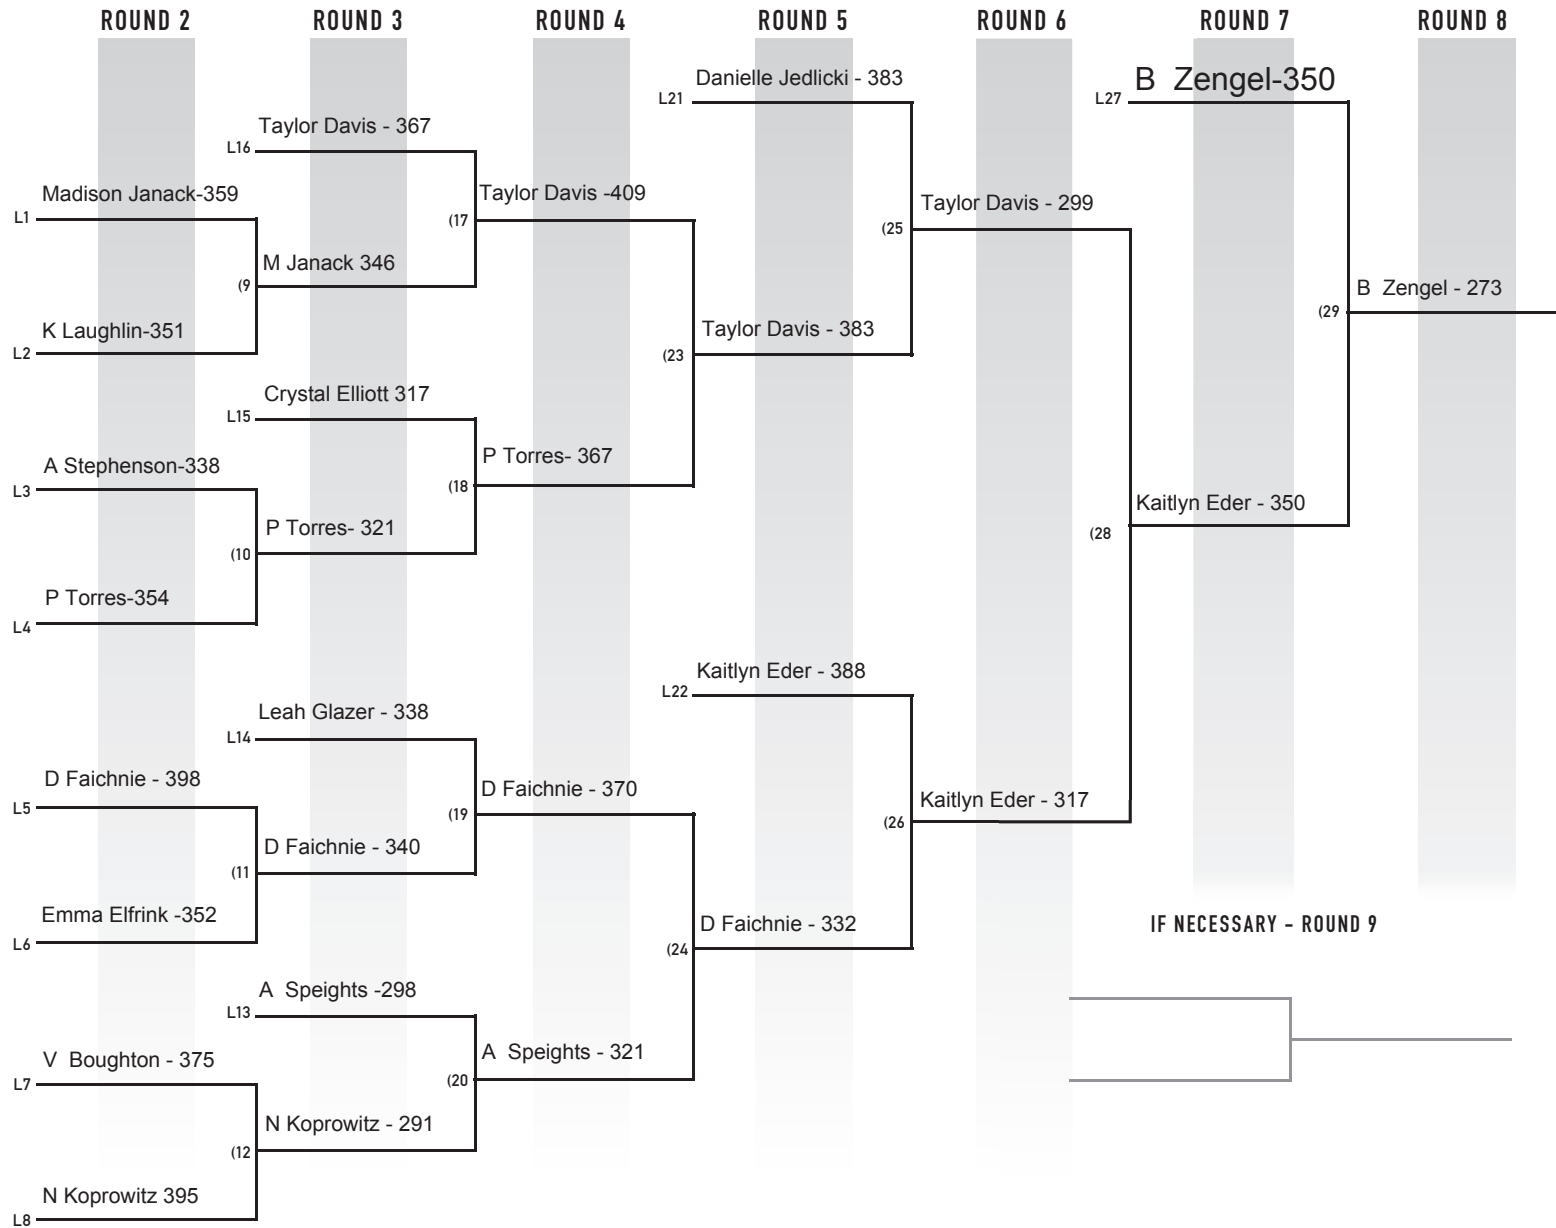 ROUND 2
ROUND 3
ROUND 4
ROUND 5
ROUND 6
ROUND 7
ROUND 8
Danielle Jedlicki - 383
L21
B Zengel-350
L27
Taylor Davis - 367
L16
Madison Janack-359
L1
Taylor Davis -409
(17
Taylor Davis - 299
(25
M Janack 346
(9
B Zengel - 273
(29
K Laughlin-351
L2
Taylor Davis - 383
(23
Crystal Elliott 317
L15
A Stephenson-338
L3
P Torres- 367
(18
Kaitlyn Eder - 350
(28
P Torres- 321
(10
P Torres-354
L4
Kaitlyn Eder - 388
L22
Leah Glazer - 338
L14
D Faichnie - 398
L5
D Faichnie - 370
(19
Kaitlyn Eder - 317
(26
D Faichnie - 340
(11
Emma Elfrink -352
L6
D Faichnie - 332
(24
IF NECESSARY - ROUND 9
A Speights -298
L13
V Boughton - 375
L7
A Speights - 321
(20
N Koprowitz - 291
(12
N Koprowitz 395
L8